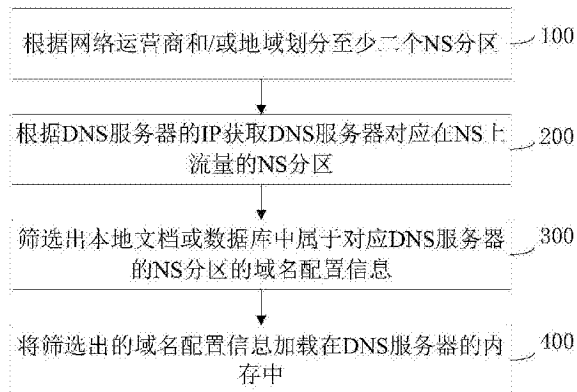 根据网络运营商和/或地域划分至少二个NS分区
100
根据DNS服务器的IP获取DNS服务器对应在NS上
流量的NS分区
200
筛选出本地文档或数据库中属于对应DNS服务器
的NS分区的域名配置信息
300
将筛选出的域名配置信息加载在DNS服务器的内
存中
400